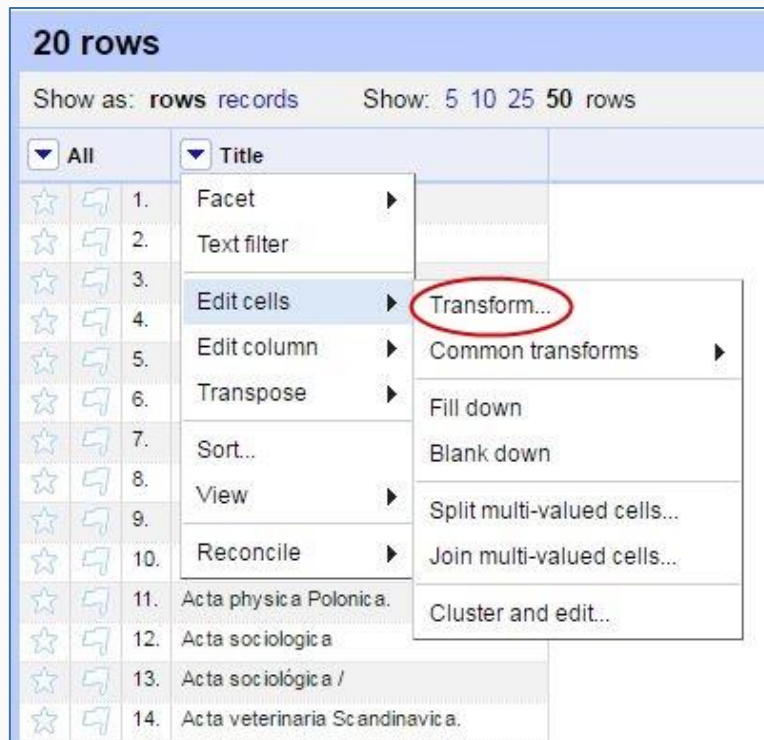 20 rows
Show as: rows records Show: 5 10 25 50 rows
All Title
1.
2.
3.
4.
5.
6.
7.
8.
9.
10.
11. Acta physica Polonica.
12. Acta sociologica
13. Acta sociológica /
14. Acta veterinaria Scandinavica.
Facet
Text filter
Edit cells
Edit column
Transpose
Sort...
View
Reconcile
Transform...
Common transforms
Fill down
Blank down
Split multi-valued cells...
Join multi-valued cells...
Cluster and edit...